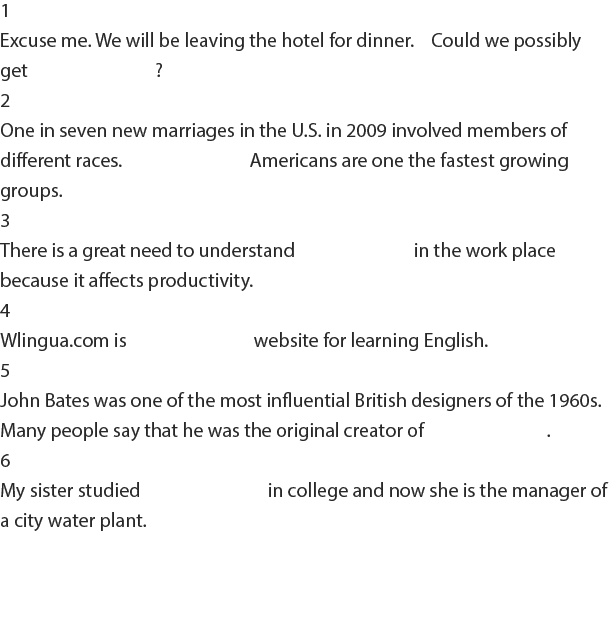 1
Excuse me. We will be leaving the hotel for dinner. Could we possibly
get ?
2
One in seven new marriages in the U.S. in 2009 involved members of
different races. Americans are one the fastest growing
groups.
3
There is a great need to understand in the work place
because it affects productivity.
4
Wlingua.com is website for learning English.
5
John Bates was one of the most influential British designers of the 1960s.
Many people say that he was the original creator of .
6
My sister studied in college and now she is the manager of
a city water plant.